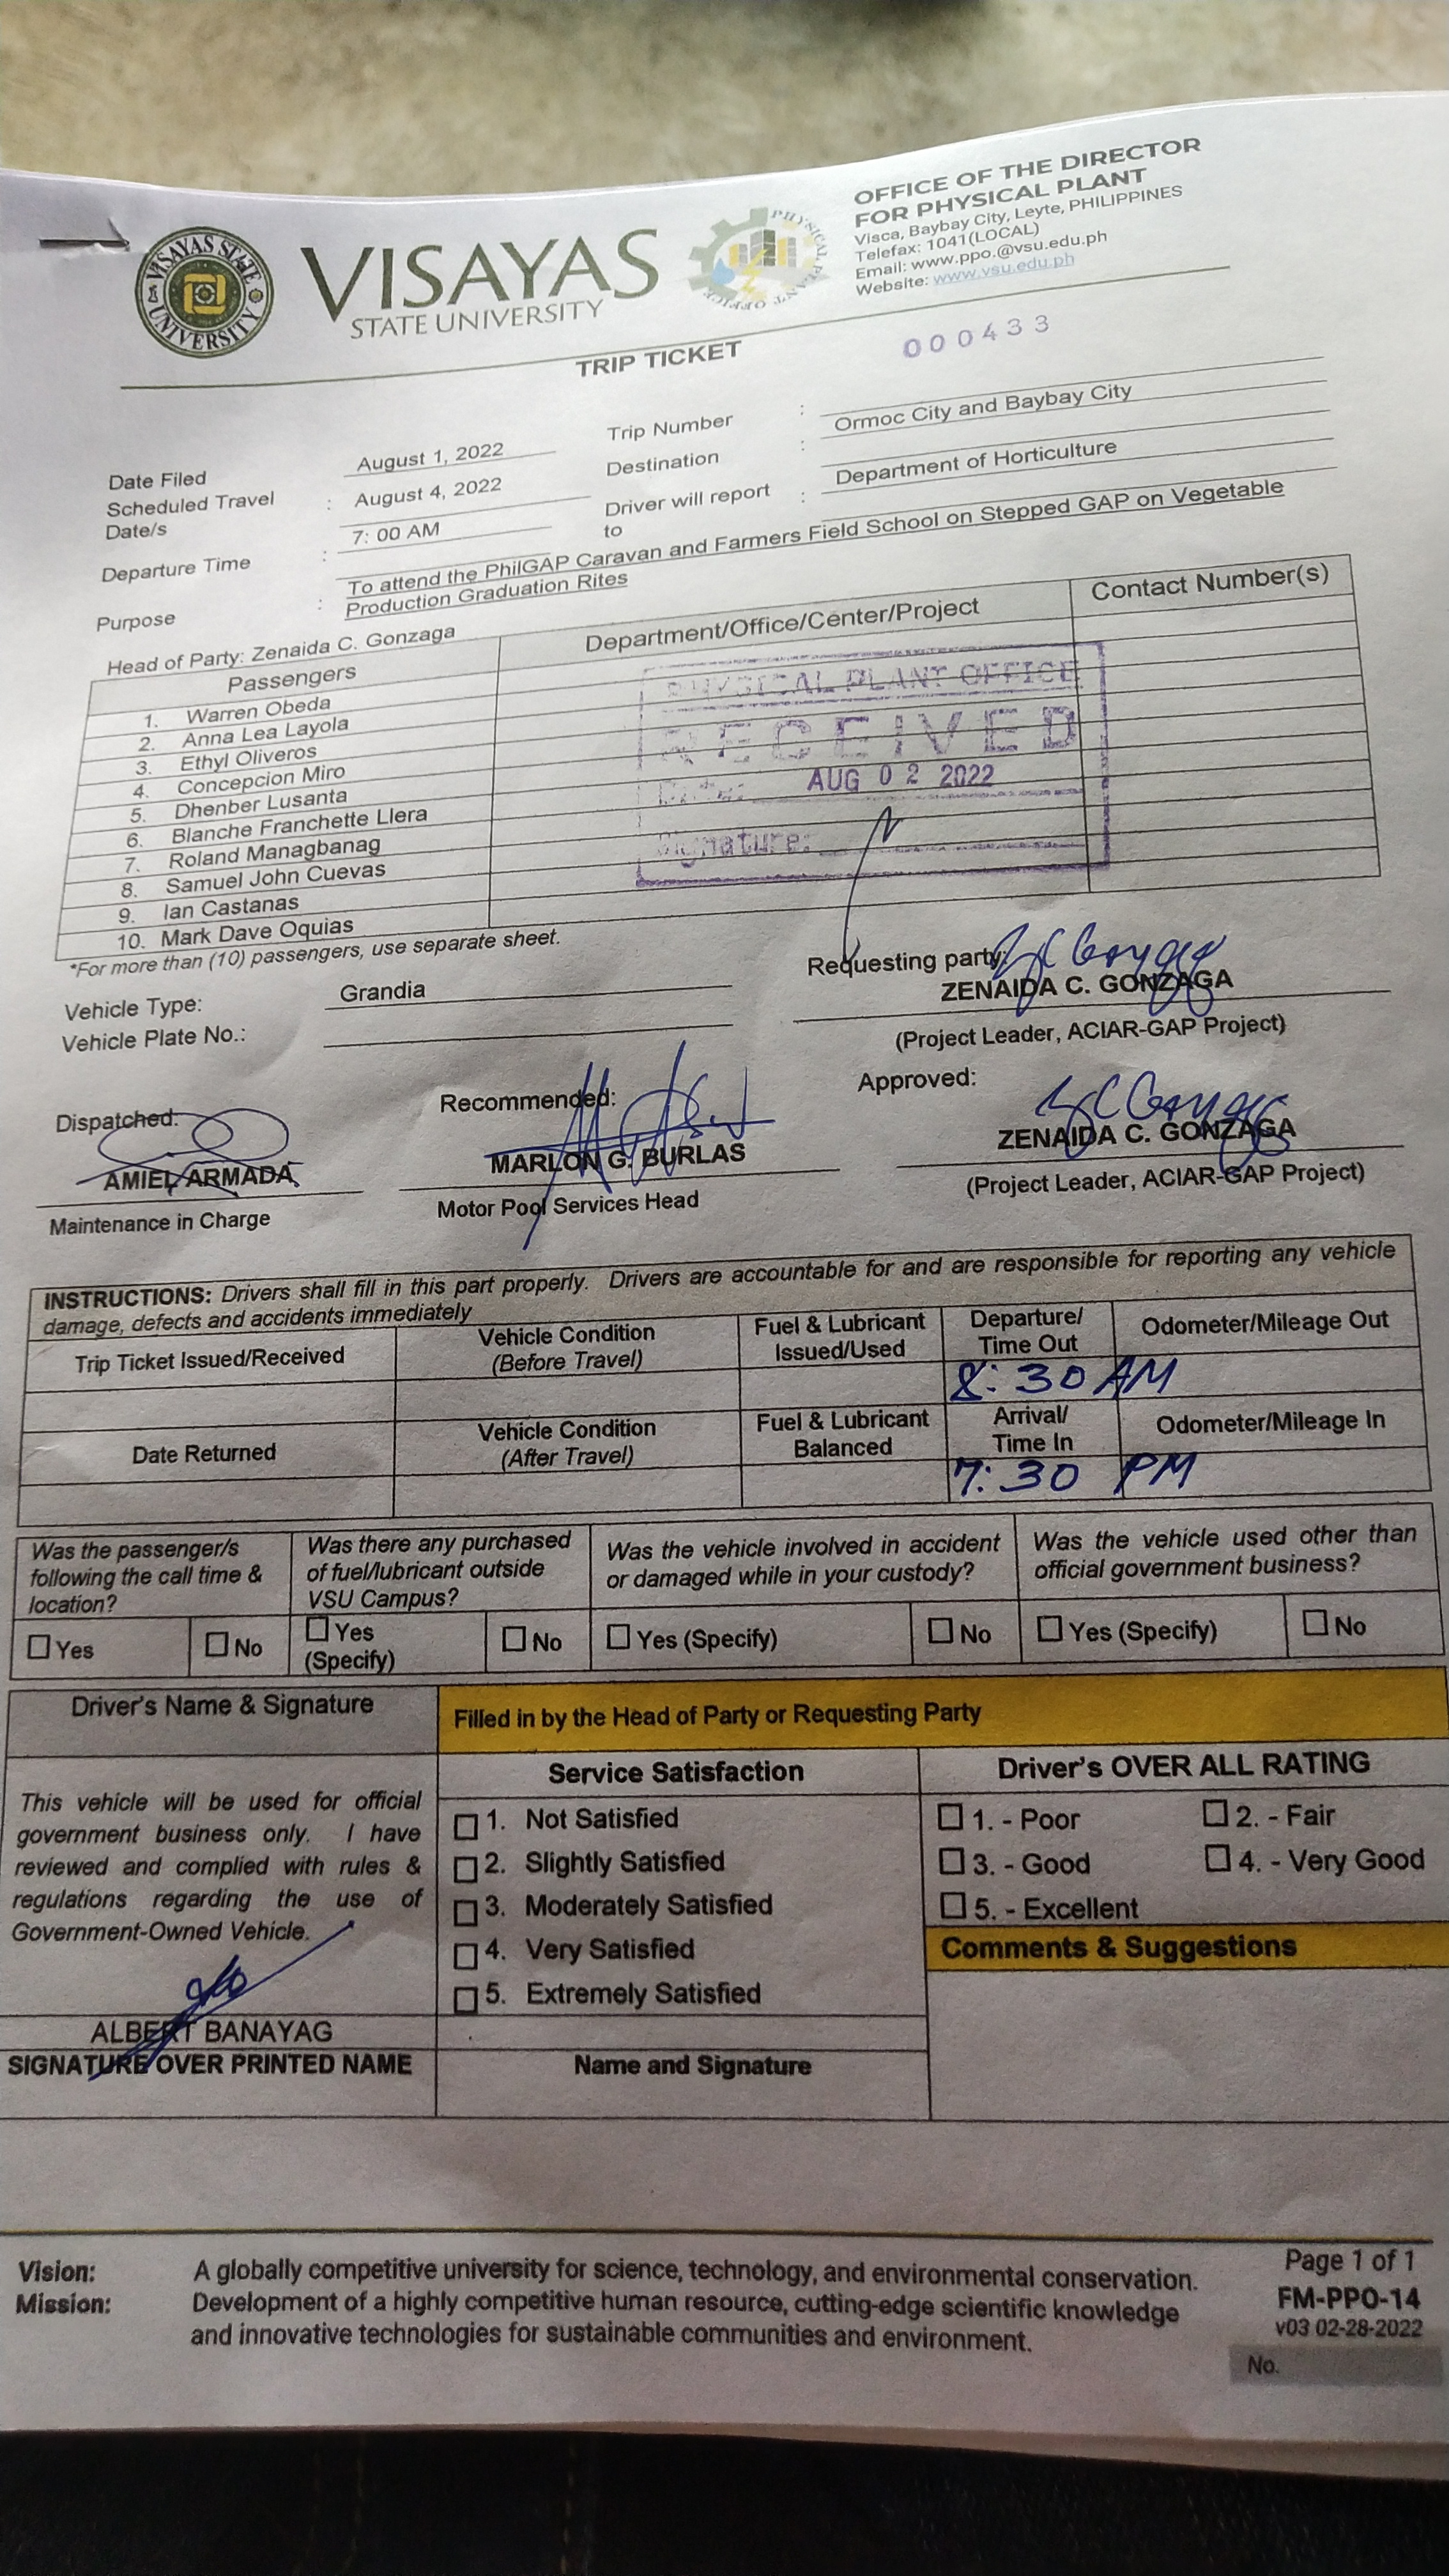 VISAYAS STATE UNIVERSITY
VISAYAS
STATE UNIVERSITY
PHYSICAL PLANT OFFICE
OFFICE OF THE DIRECTOR
FOR PHYSICAL PLANT
Visca, Baybay City, Leyte, PHILIPPINES
Telefax: 1041(LOCAL)
Email: www.ppo.@vsu.edu.ph
Website: www.vsu.edu.ph
TRIP TICKET
000433
Date Filed August 1, 2022 Trip Number :
Scheduled Travel Date/s : August 4, 2022 Destination : Ormoc City and Baybay City
Departure Time : 7: 00 AM Driver will report to : Department of Horticulture
Purpose : To attend the PhilGAP Caravan and Farmers Field School on Stepped GAP on Vegetable
Production Graduation Rites
Head of Party: Zenaida C. Gonzaga
Passengers Department/Office/Center/Project Contact Number(s)
1. Warren Obeda
2. Anna Lea Layola
3. Ethyl Oliveros
4. Concepcion Miro
5. Dhenber Lusanta
6. Blanche Franchette Llera
7. Roland Managbanag
8. Samuel John Cuevas
9. Ian Castanas
10. Mark Dave Oquias
PHYSICAL PLANT OFFICE
RECEIVED
Date: AUG 02 2022
Signature:
*For more than (10) passengers, use separate sheet.
Vehicle Type: Grandia
Vehicle Plate No.:
Requesting party:
ZENAIDA C. GONZAGA
(Project Leader, ACIAR-GAP Project)
Dispatched: Recommended: Approved:
AMIEL ARMADA MARLON G. BURLAS ZENAIDA C. GONZAGA
Maintenance in Charge Motor Pool Services Head (Project Leader, ACIAR-GAP Project)
INSTRUCTIONS: Drivers shall fill in this part properly. Drivers are accountable for and are responsible for reporting any vehicle
damage, defects and accidents immediately
Trip Ticket Issued/Received Vehicle Condition (Before Travel) Fuel & Lubricant Issued/Used Departure/ Time Out Odometer/Mileage Out
8:30 AM
Date Returned Vehicle Condition (After Travel) Fuel & Lubricant Balanced Arrival/ Time In Odometer/Mileage In
7:30 PM
Was the passenger/s following the call time & location?
Was there any purchased of fuel/lubricant outside VSU Campus?
Was the vehicle involved in accident or damaged while in your custody?
Was the vehicle used other than official government business?
☐ Yes ☐ No ☐ Yes (Specify) ☐ No ☐ Yes (Specify) ☐ No ☐ Yes (Specify) ☐ No
Driver's Name & Signature
Filled in by the Head of Party or Requesting Party
This vehicle will be used for official
government business only. I have
reviewed and complied with rules &
regulations regarding the use of
Government-Owned Vehicle.
ALBERT BANAYAG
SIGNATURE OVER PRINTED NAME
Service Satisfaction
☐ 1. Not Satisfied
☐ 2. Slightly Satisfied
☐ 3. Moderately Satisfied
☐ 4. Very Satisfied
☐ 5. Extremely Satisfied
Name and Signature
Driver's OVER ALL RATING
☐ 1. - Poor ☐ 2. - Fair
☐ 3. - Good ☐ 4. - Very Good
☐ 5. - Excellent
Comments & Suggestions
Vision: A globally competitive university for science, technology, and environmental conservation.
Mission: Development of a highly competitive human resource, cutting-edge scientific knowledge
and innovative technologies for sustainable communities and environment.
Page 1 of 1
FM-PPO-14
v03 02-28-2022
No.